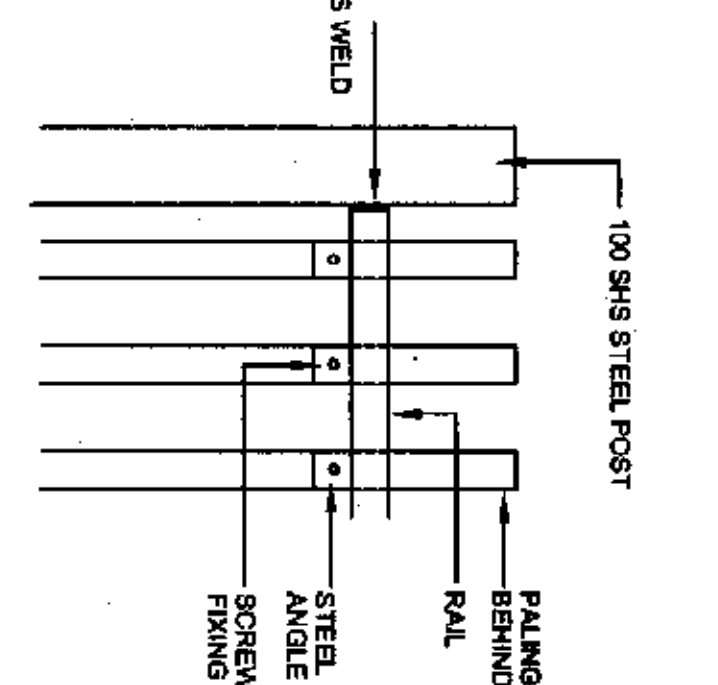 S WELD
100 SHS STEEL POST
PALING
BEHIND
RAIL
STEEL
ANGLE
SCREW
FIXING